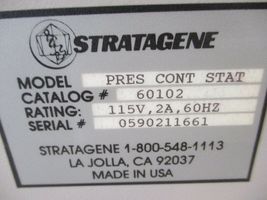 STRATAGENE
MODEL PRES CONT STAT
CATALOG # 60102
RATING: 115V,2A,60HZ
SERIAL # 0590211661
STRATAGENE 1-800-548-1113
LA JOLLA, CA 92037
MADE IN USA